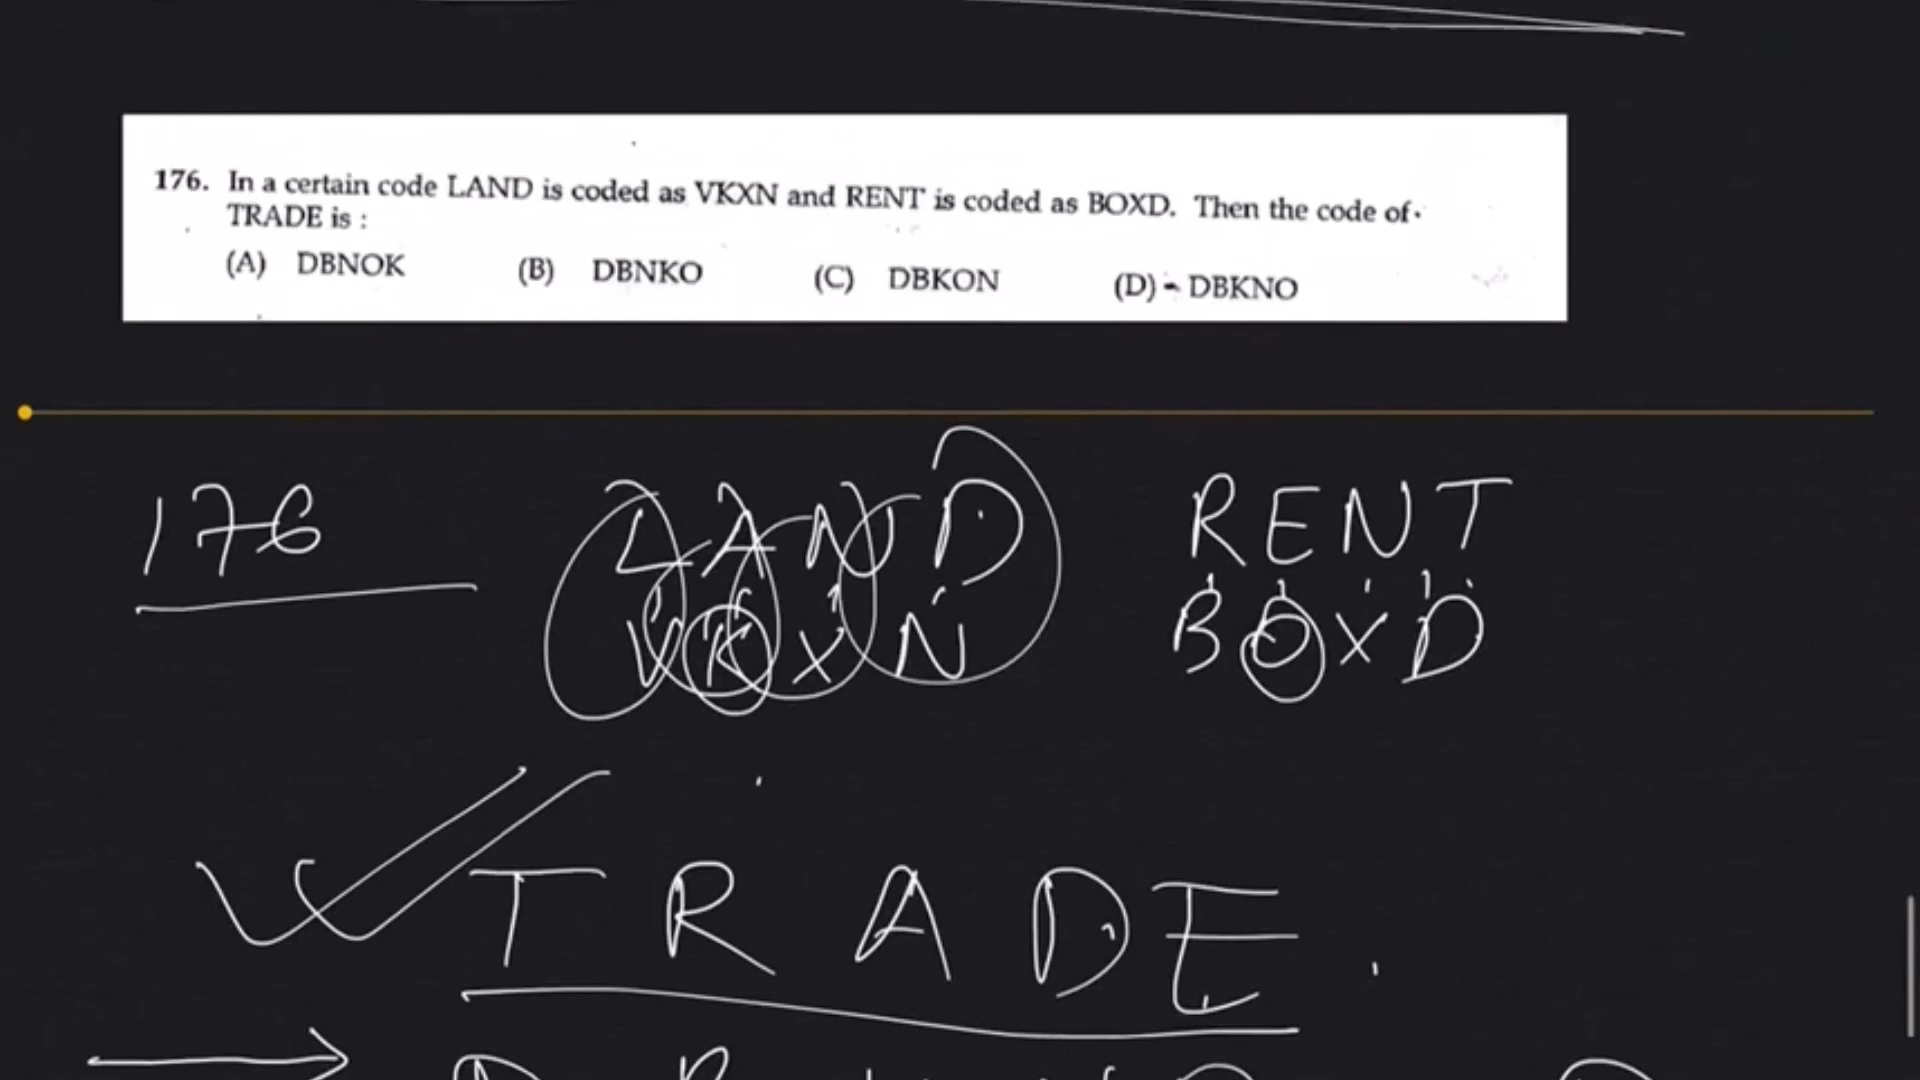 176. In a certain code LAND is coded as VKXN and RENT is coded as BOXD. Then the code of
TRADE is :
(A) DBNOK (B) DBNKO (C) DBKON (D) DBKNO
176 LAND RENT
VKXN BOXD
TRADE